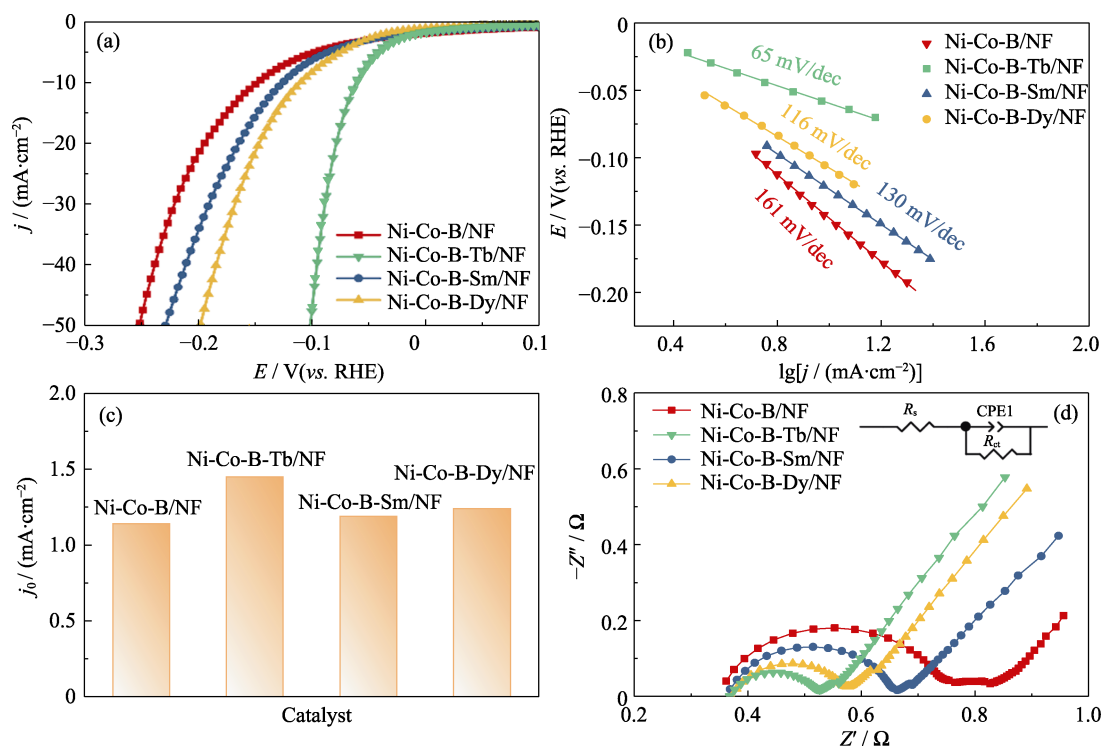 (a)
0
−10
−20
−30
−40
−50
j / (mA·cm⁻²)
Ni-Co-B/NF
Ni-Co-B-Tb/NF
Ni-Co-B-Sm/NF
Ni-Co-B-Dy/NF
−0.3
−0.2
−0.1
0
0.1
E / V(vs. RHE)
(b)
0
−0.05
−0.10
−0.15
−0.20
E / V(vs. RHE)
Ni-Co-B/NF
Ni-Co-B-Tb/NF
Ni-Co-B-Sm/NF
Ni-Co-B-Dy/NF
65 mV/dec
116 mV/dec
130 mV/dec
161 mV/dec
0.4
0.8
1.2
1.6
2.0
lg[j / (mA·cm⁻²)]
(c)
2.0
1.5
1.0
0.5
0
j₀ / (mA·cm⁻²)
Ni-Co-B/NF
Ni-Co-B-Tb/NF
Ni-Co-B-Sm/NF
Ni-Co-B-Dy/NF
Catalyst
(d)
0.8
0.6
0.4
0.2
0
−Z″ / Ω
Ni-Co-B/NF
Ni-Co-B-Tb/NF
Ni-Co-B-Sm/NF
Ni-Co-B-Dy/NF
Rs
CPE1
Rct
0.2
0.4
0.6
0.8
1.0
Z′ / Ω